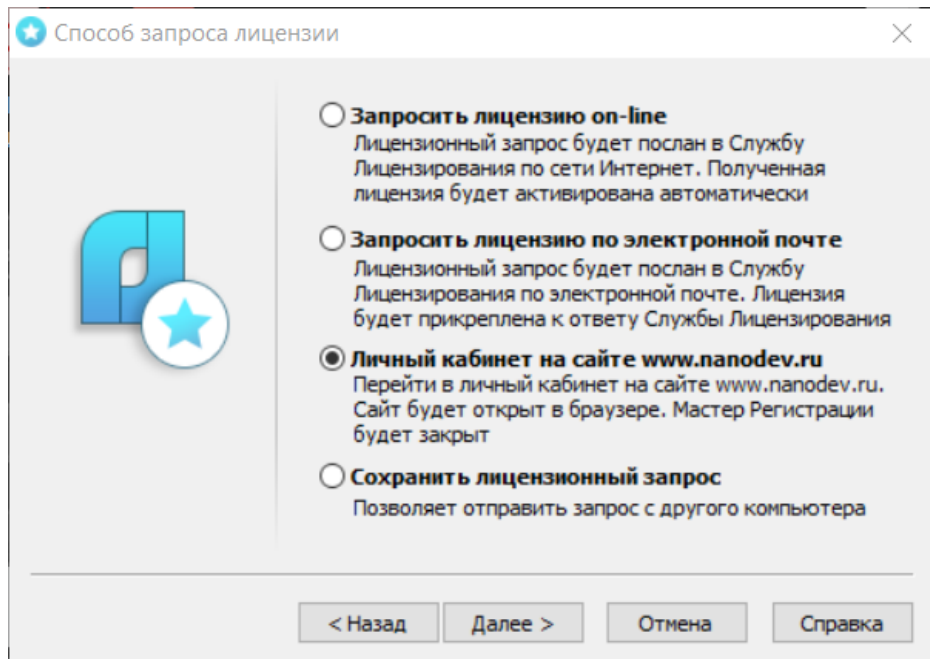 Способ запроса лицензии
Запросить лицензию on-line
Лицензионный запрос будет послан в Службу
Лицензирования по сети Интернет. Полученная
лицензия будет активирована автоматически
Запросить лицензию по электронной почте
Лицензионный запрос будет послан в Службу
Лицензирования по электронной почте. Лицензия
будет прикреплена к ответу Службы Лицензирования
Личный кабинет на сайте www.nanodev.ru
Перейти в личный кабинет на сайте www.nanodev.ru.
Сайт будет открыт в браузере. Мастер Регистрации
будет закрыт
Сохранить лицензионный запрос
Позволяет отправить запрос с другого компьютера
< Назад
Далее >
Отмена
Справка